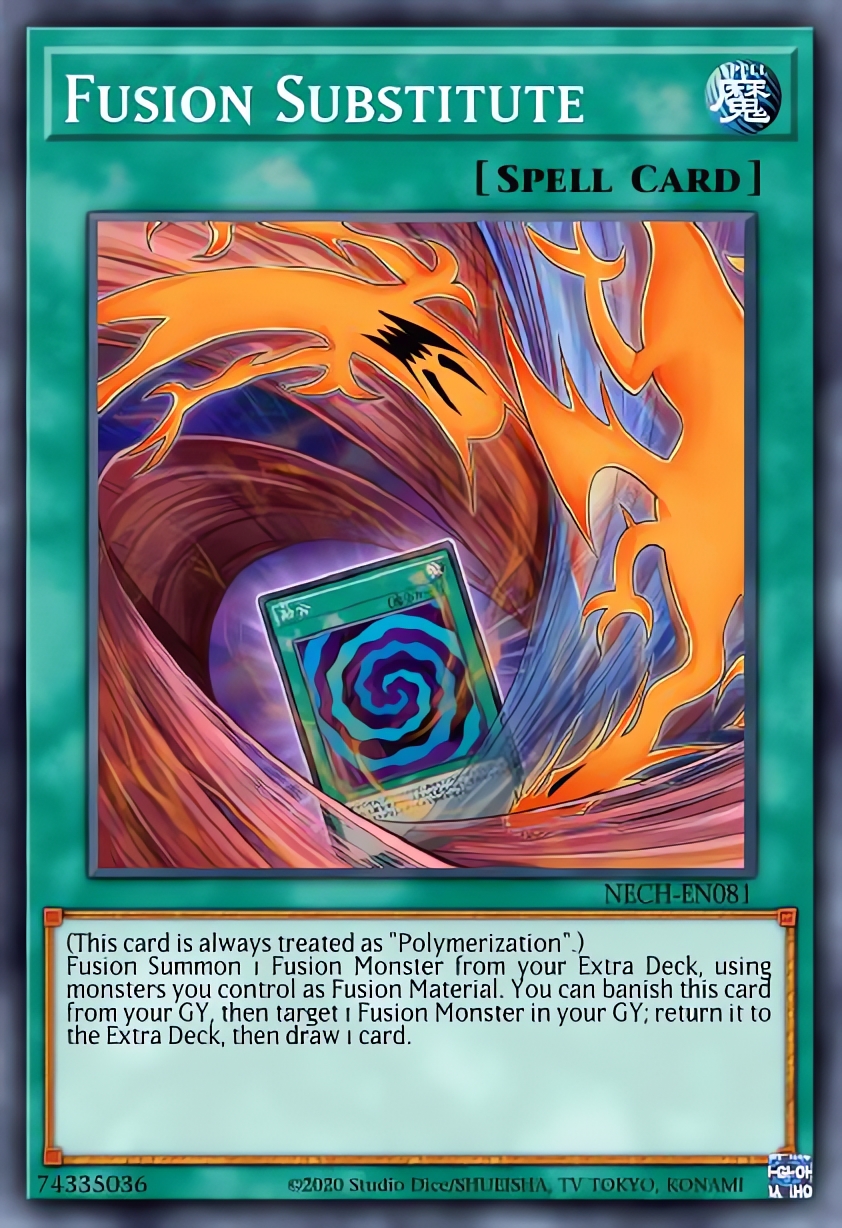 Fusion Substitute
魔
[Spell Card]
NECH-EN081
(This card is always treated as "Polymerization".)
Fusion Summon 1 Fusion Monster from your Extra Deck, using
monsters you control as Fusion Material. You can banish this card
from your GY, then target 1 Fusion Monster in your GY; return it to
the Extra Deck, then draw 1 card.
74335036
©2020 Studio Dice/SHUEISHA, TV TOKYO, KONAMI